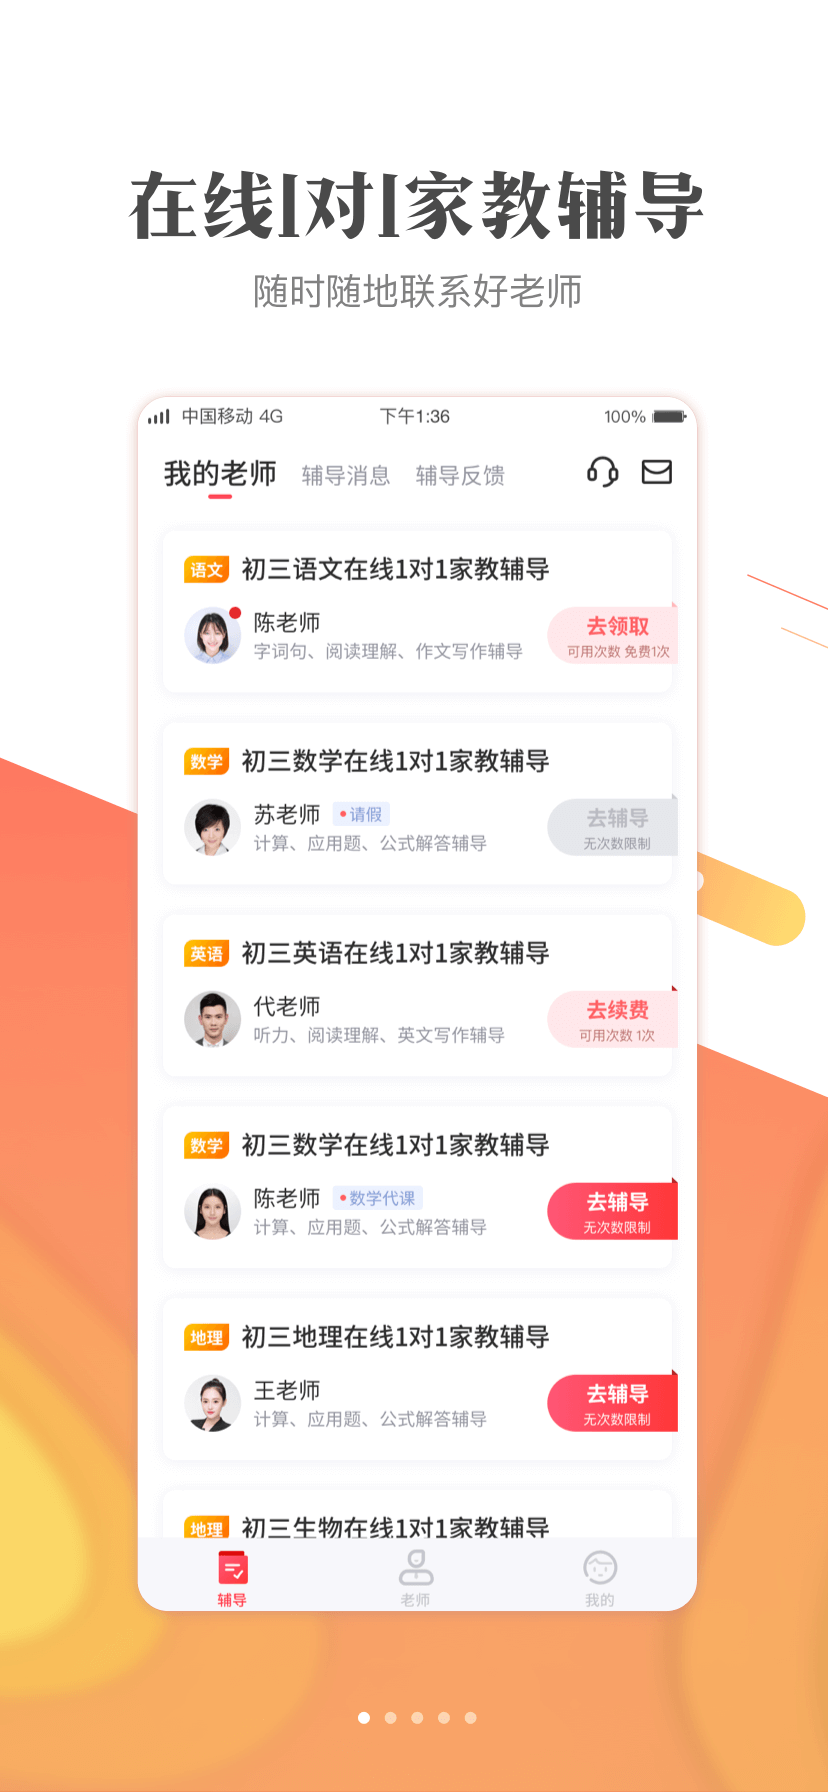 在线1对1家教辅导
随时随地联系好老师
中国移动 4G 下午1:36 100%
我的老师 辅导消息 辅导反馈
语文 初三语文在线1对1家教辅导
陈老师
字词句、阅读理解、作文写作辅导
去领取
可用次数 免费1次
数学 初三数学在线1对1家教辅导
苏老师 请假
计算、应用题、公式解答辅导
去辅导
无次数限制
英语 初三英语在线1对1家教辅导
代老师
听力、阅读理解、英文写作辅导
去续费
可用次数 1次
数学 初三数学在线1对1家教辅导
陈老师 数学代课
计算、应用题、公式解答辅导
去辅导
无次数限制
地理 初三地理在线1对1家教辅导
王老师
计算、应用题、公式解答辅导
去辅导
无次数限制
地理 初三生物在线1对1家教辅导
辅导 老师 我的